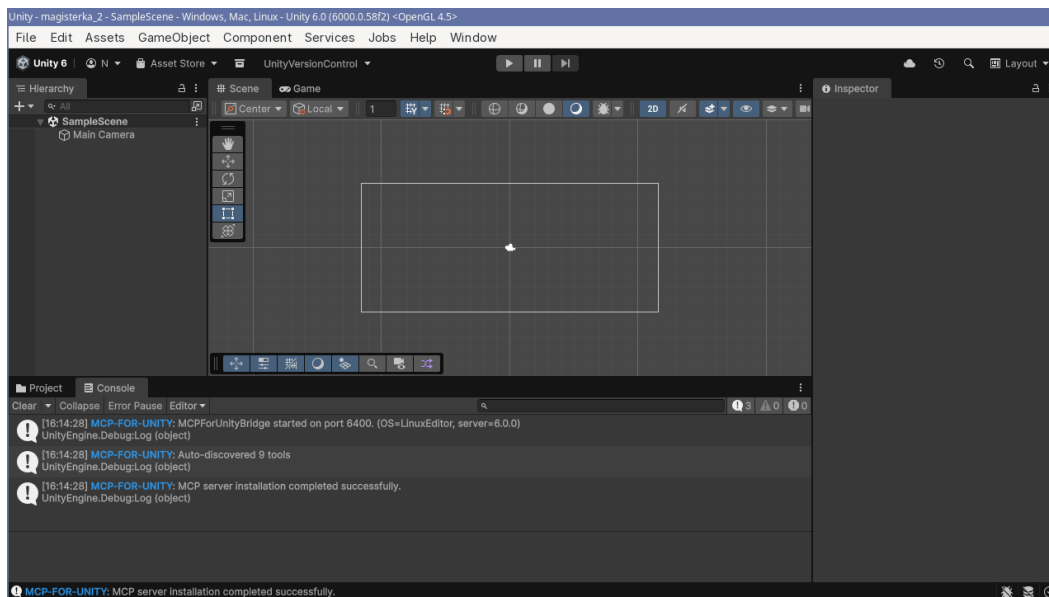 Unity - magisterka_2 - SampleScene - Windows, Mac, Linux - Unity 6.0 (6000.0.58f2) <OpenGL 4.5>
File Edit Assets GameObject Component Services Jobs Help Window
Unity 6 N Asset Store UnityVersionControl Layout
Hierarchy Scene Game Inspector
All Center Local 1 2D
SampleScene
Main Camera
Project Console
Clear Collapse Error Pause Editor 3 0 0
[16:14:28] MCP-FOR-UNITY: MCPForUnityBridge started on port 6400. (OS=LinuxEditor, server=6.0.0)
UnityEngine.Debug:Log (object)
[16:14:28] MCP-FOR-UNITY: Auto-discovered 9 tools
UnityEngine.Debug:Log (object)
[16:14:28] MCP-FOR-UNITY: MCP server installation completed successfully.
UnityEngine.Debug:Log (object)
MCP-FOR-UNITY: MCP server installation completed successfully.